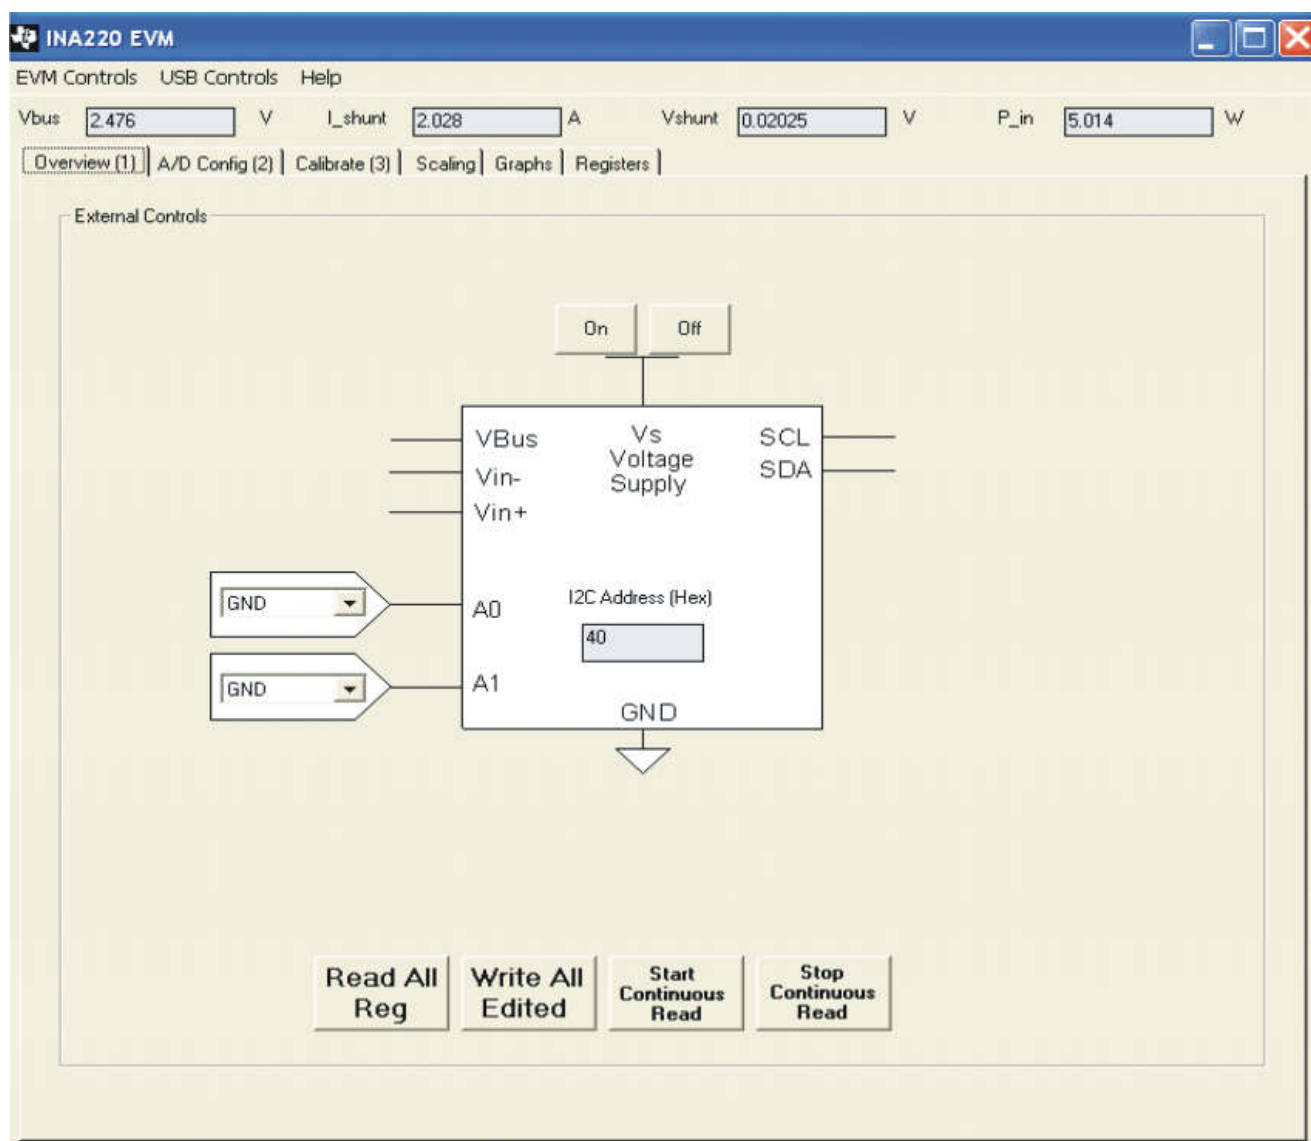 INA220 EVM
EVM Controls USB Controls Help
Vbus 2.476 V I_shunt 2.028 A Vshunt 0.02025 V P_in 5.014 W
Overview (1) A/D Config (2) Calibrate (3) Scaling Graphs Registers
External Controls
On Off
VBus
Vin-
Vin+
Vs
Voltage
Supply
SCL
SDA
GND
A0
I2C Address (Hex)
40
GND
A1
GND
Read All
Reg
Write All
Edited
Start
Continuous
Read
Stop
Continuous
Read